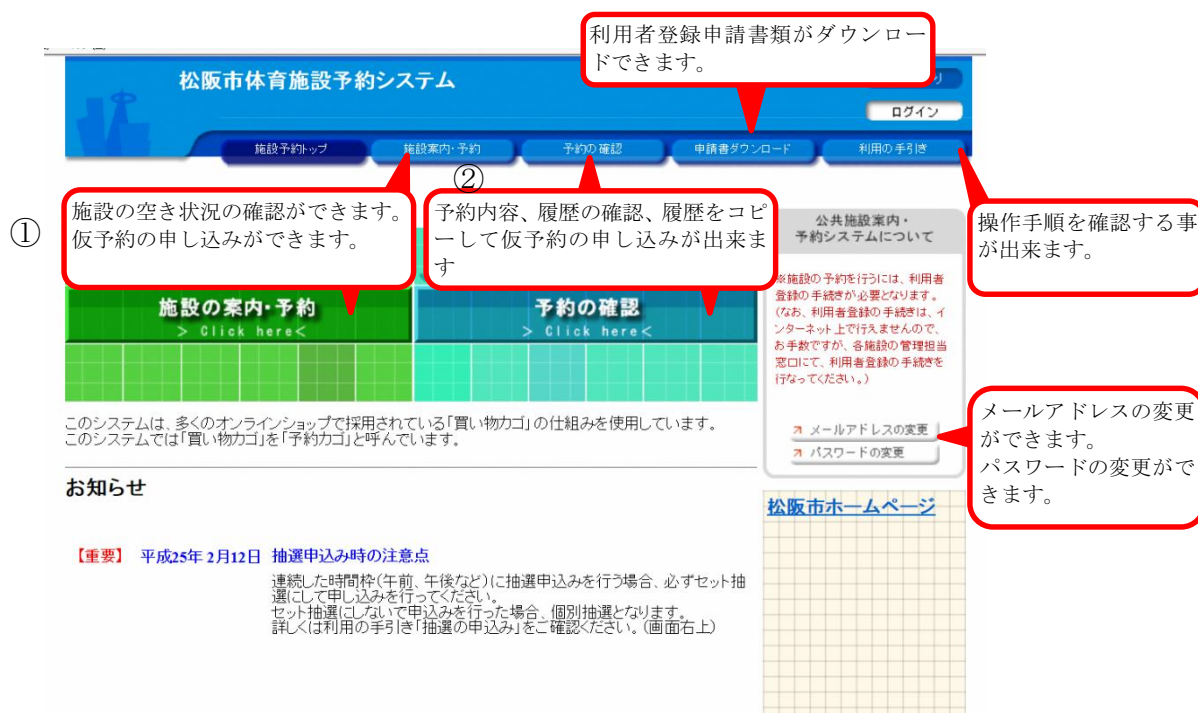 利用者登録申請書類がダウンロー
ドできます。
松阪市体育施設予約システム
ログイン
施設予約トップ
施設案内・予約
予約の確認
申請書ダウンロード
利用の手引き
①
施設の空き状況の確認ができます。
仮予約の申し込みができます。
②
予約内容、履歴の確認、履歴をコピ
ーして仮予約の申し込みが出来ま
す
操作手順を確認する事
が出来ます。
公共施設案内・
予約システムについて
※施設の予約を行うには、利用者
登録の手続きが必要となります。
(なお、利用者登録の手続きは、イ
ンターネット上で行えませんので、
お手数ですが、各施設の管理担当
窓口にて、利用者登録の手続きを
行なってください。)
施設の案内・予約
> Click here<
予約の確認
> Click here<
このシステムは、多くのオンラインショップで採用されている「買い物カゴ」の仕組みを使用しています。
このシステムでは「買い物カゴ」を「予約カゴ」と呼んでいます。
メールアドレスの変更
パスワードの変更
メールアドレスの変更
ができます。
パスワードの変更がで
きます。
お知らせ
松阪市ホームページ
【重要】 平成25年2月12日 抽選申込み時の注意点
連続した時間枠(午前、午後など)に抽選申込みを行う場合、必ずセット抽
選にして申し込みを行ってください。
セット抽選にしないで申込みを行った場合、個別抽選となります。
詳しくは利用の手引き「抽選の申込み」をご確認ください。(画面右上)